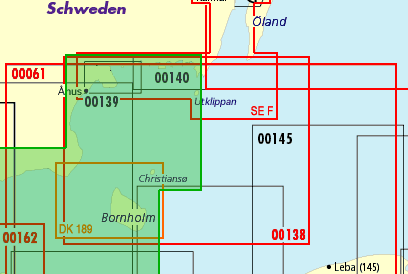 Schweden
Öland
00061
00140
Åhus
00139
Utklippan
SE F
00145
Christiansø
Bornholm
DK 189
00162
00138
Leba (145)